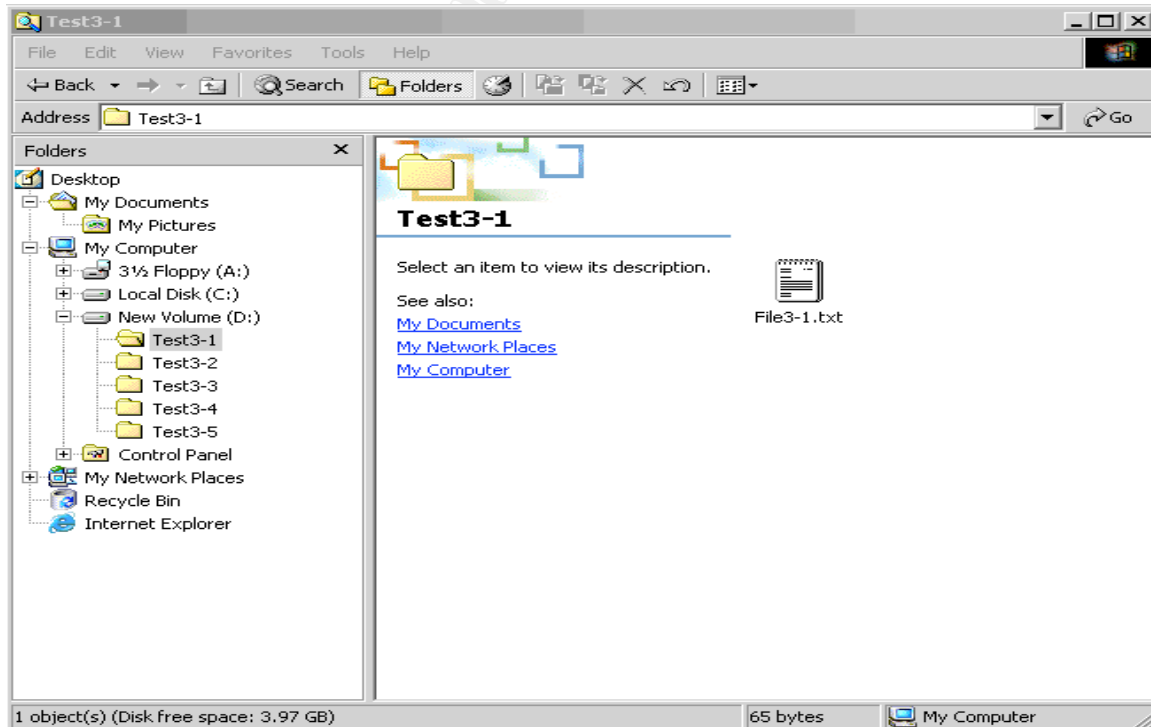 Test3-1
File Edit View Favorites Tools Help
Back Search Folders
Address Test3-1 Go
Folders
Desktop
My Documents
My Pictures
My Computer
3½ Floppy (A:)
Local Disk (C:)
New Volume (D:)
Test3-1
Test3-2
Test3-3
Test3-4
Test3-5
Control Panel
My Network Places
Recycle Bin
Internet Explorer
Test3-1
Select an item to view its description.
See also:
My Documents
My Network Places
My Computer
File3-1.txt
1 object(s) (Disk free space: 3.97 GB) 65 bytes My Computer